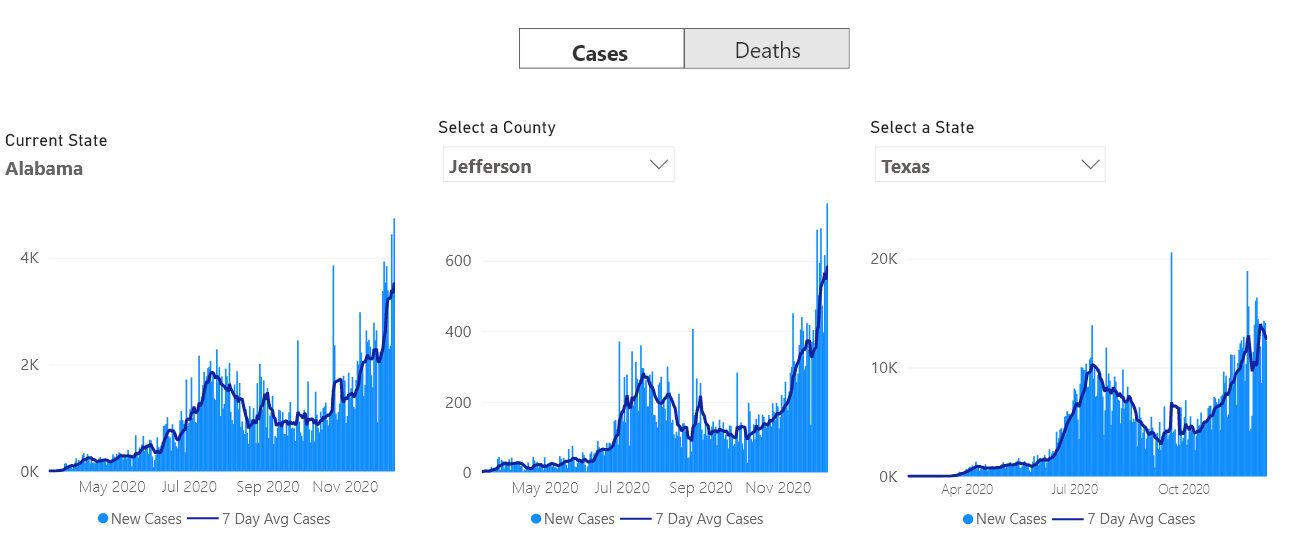 Cases Deaths
Current State
Alabama
4K
2K
0K
May 2020 Jul 2020 Sep 2020 Nov 2020
New Cases 7 Day Avg Cases
Select a County
Jefferson
600
400
200
0
May 2020 Jul 2020 Sep 2020 Nov 2020
New Cases 7 Day Avg Cases
Select a State
Texas
20K
10K
0K
Apr 2020 Jul 2020 Oct 2020
New Cases 7 Day Avg Cases